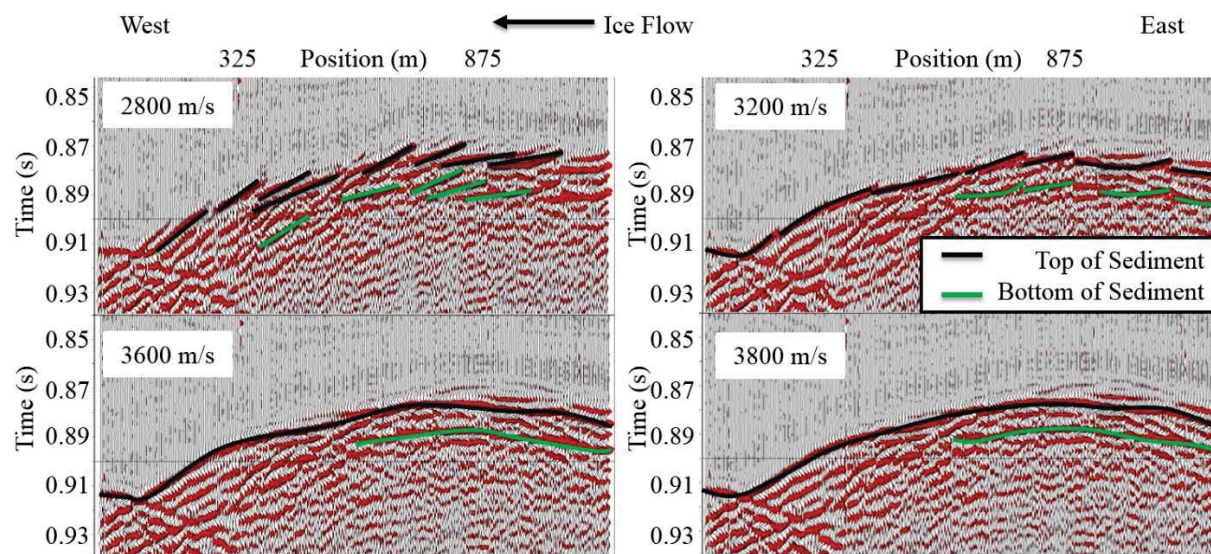 West
Ice Flow
East
325 Position (m) 875
325 Position (m) 875
Time (s)
0.85
0.87
0.89
0.91
0.93
2800 m/s
Time (s)
0.85
0.87
0.89
0.91
0.93
3200 m/s
Top of Sediment
Bottom of Sediment
Time (s)
0.85
0.87
0.89
0.91
0.93
3600 m/s
Time (s)
0.85
0.87
0.89
0.91
0.93
3800 m/s